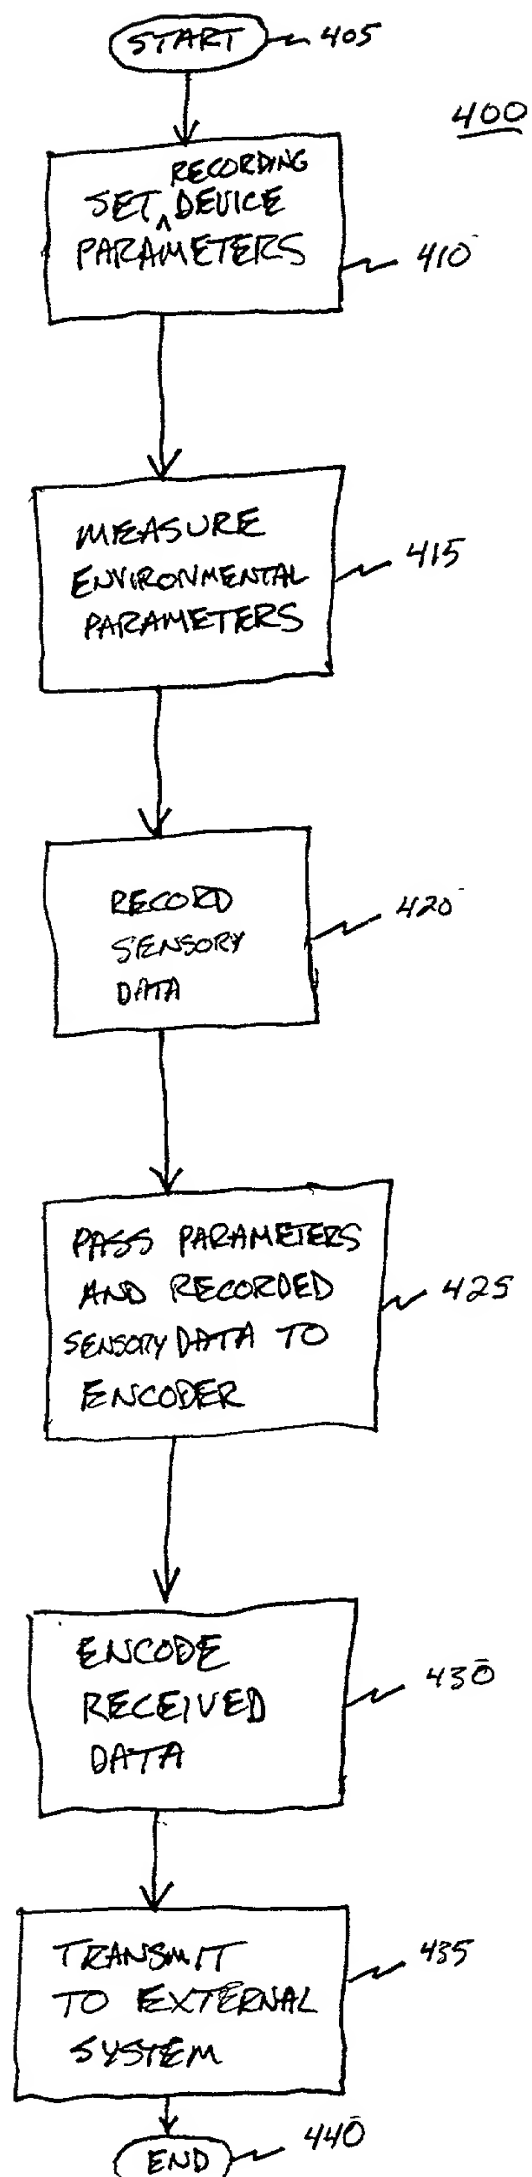 START 405
400
RECORDING
SET ^ DEVICE
PARAMETERS
410
MEASURE
ENVIRONMENTAL
PARAMETERS
415
RECORD
SENSORY
DATA
420
PASS PARAMETERS
AND RECORDED
SENSORY DATA TO
ENCODER
425
ENCODE
RECEIVED
DATA
430
TRANSMIT
TO EXTERNAL
SYSTEM
435
END 440